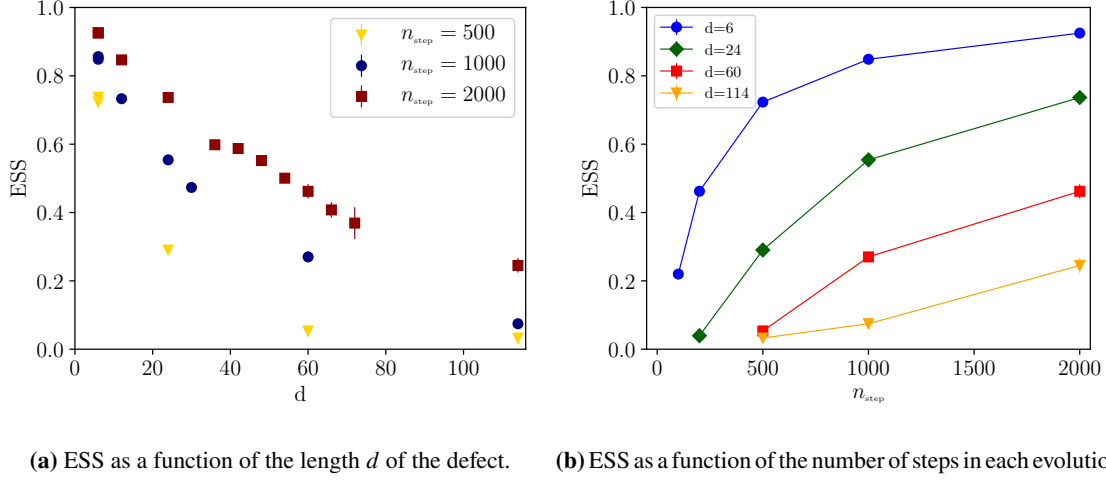 1.0
0.8
0.6
0.4
0.2
0.0
ESS
0 20 40 60 80 100
d
n_step = 500
n_step = 1000
n_step = 2000
1.0
0.8
0.6
0.4
0.2
0.0
ESS
0 500 1000 1500 2000
n_step
d=6
d=24
d=60
d=114
(a) ESS as a function of the length d of the defect.
(b) ESS as a function of the number of steps in each evolutio